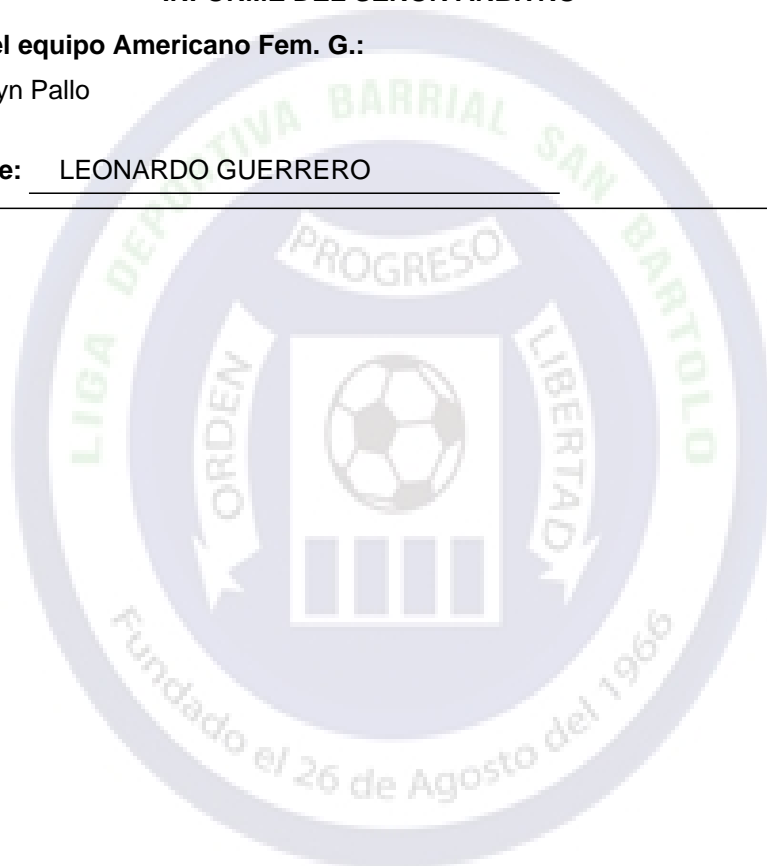 el equipo Americano Fem. G.:
yn Pallo
e: LEONARDO GUERRERO
LIGA DEPORTIVA BARRIAL SAN BARTOLO
PROGRESO
ORDEN
LIBERTAD
Fundado el 26 de Agosto del 1966